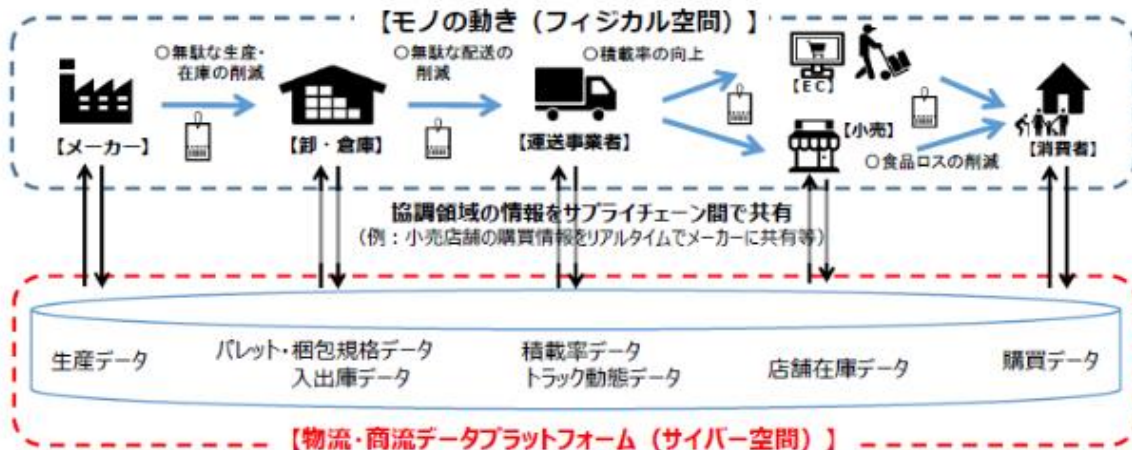 【モノの動き（フィジカル空間）】
○無駄な生産・
在庫の削減
○無駄な配送の
削減
○積載率の向上
【EC】
【メーカー】
【卸・倉庫】
【運送事業者】
【小売】
【消費者】
○食品ロスの削減
協調領域の情報をサプライチェーン間で共有
（例：小売店舗の購買情報をリアルタイムでメーカーに共有等）
生産データ
パレット・梱包規格データ
入出庫データ
積載率データ
トラック動態データ
店舗在庫データ
購買データ
【物流・商流データプラットフォーム（サイバー空間）】